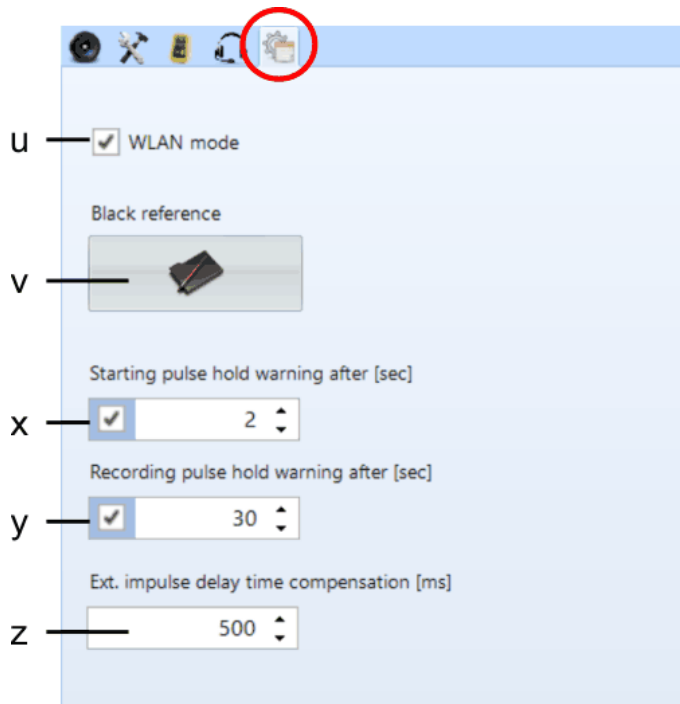 u
WLAN mode
Black reference
v
Starting pulse hold warning after [sec]
x
2
Recording pulse hold warning after [sec]
y
30
Ext. impulse delay time compensation [ms]
z
500